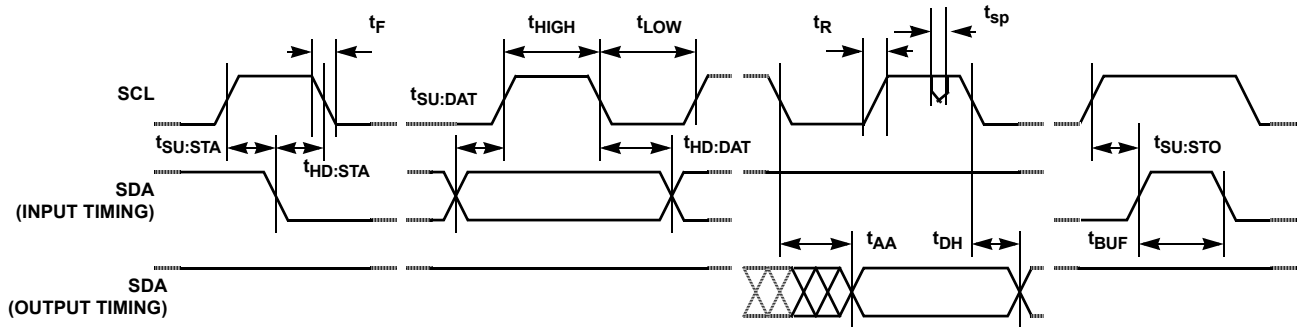 tF
tHIGH
tLOW
tR
tsp
SCL
tSU:DAT
tSU:STA
tHD:STA
tHD:DAT
tSU:STO
SDA
(INPUT TIMING)
tAA
tDH
tBUF
SDA
(OUTPUT TIMING)